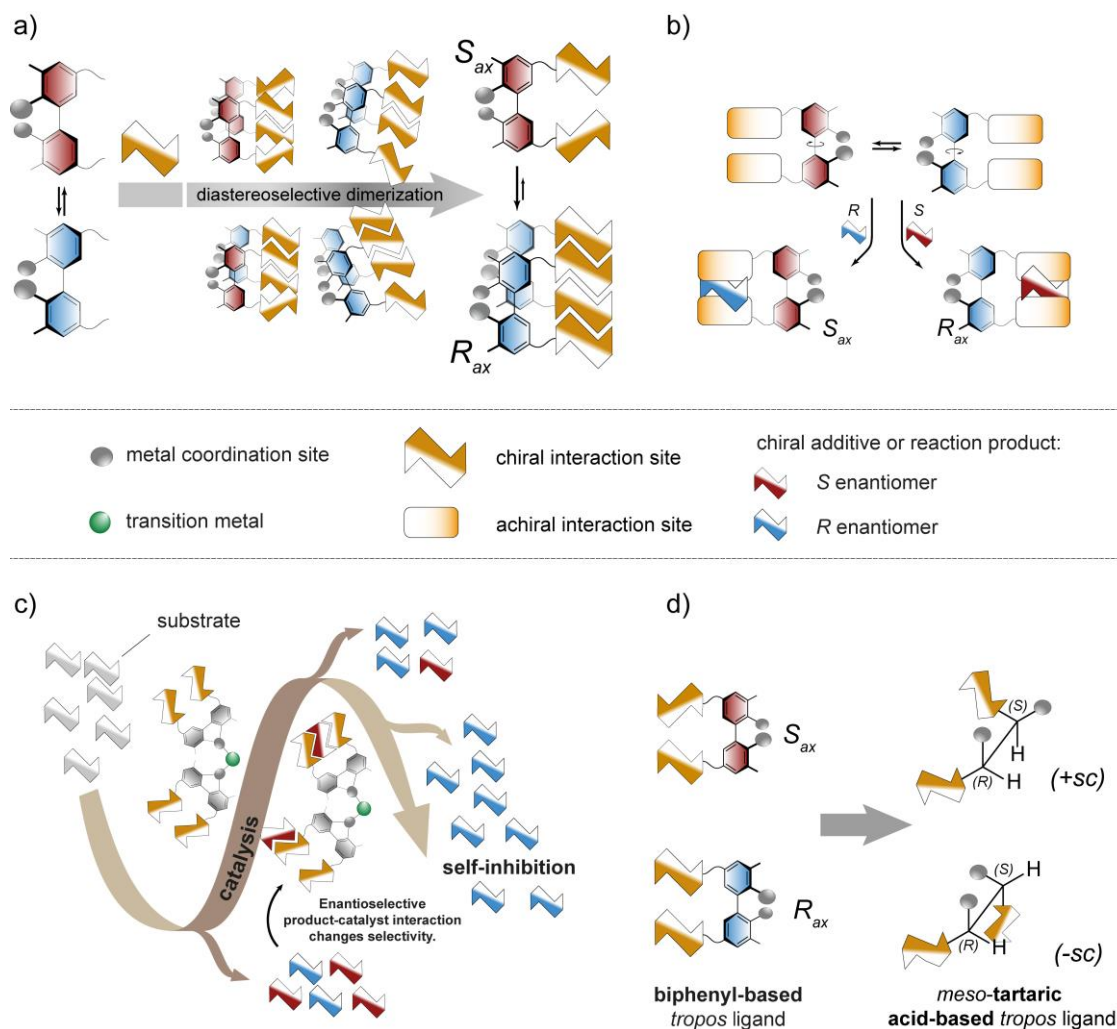 a)
S_ax
diastereoselective dimerization
R_ax
b)
R
S
S_ax
R_ax
metal coordination site
transition metal
chiral interaction site
achiral interaction site
chiral additive or reaction product:
S enantiomer
R enantiomer
c)
substrate
catalysis
self-inhibition
Enantioselective
product-catalyst interaction
changes selectivity.
d)
S_ax
R_ax
biphenyl-based
tropos ligand
(S)
H
(R)
H
(+sc)
(S)
H
(R)
H
(-sc)
meso-tartaric
acid-based tropos ligand